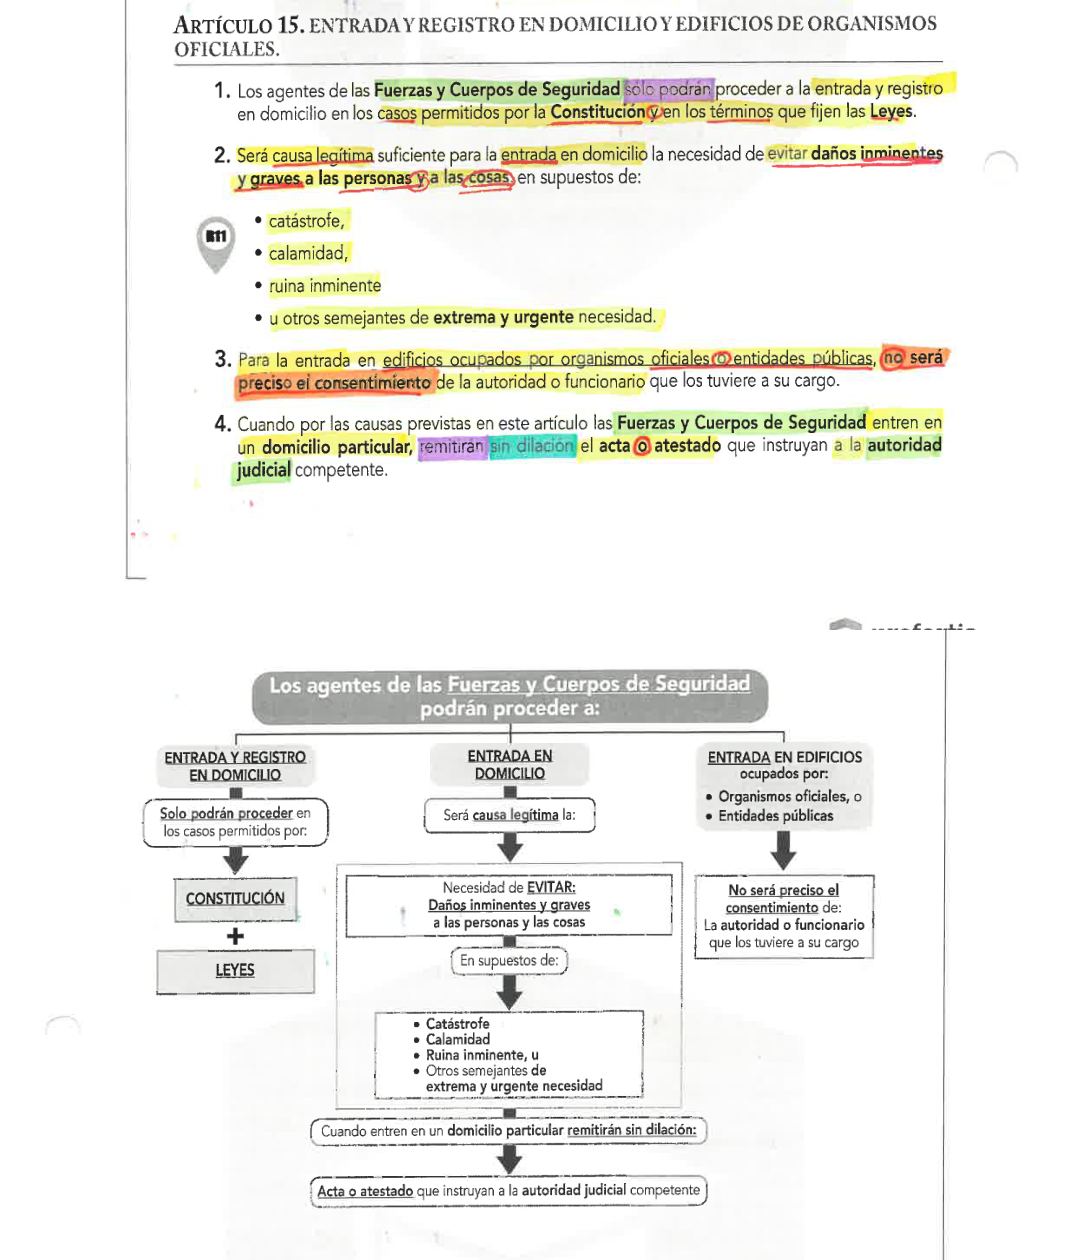 ARTÍCULO 15. ENTRADA Y REGISTRO EN DOMICILIO Y EDIFICIOS DE ORGANISMOS
OFICIALES.
1. Los agentes de las Fuerzas y Cuerpos de Seguridad sólo podrán proceder a la entrada y registro
en domicilio en los casos permitidos por la Constitución y en los términos que fijen las Leyes.
2. Será causa legítima suficiente para la entrada en domicilio la necesidad de evitar daños inminentes
y graves a las personas y a las cosas, en supuestos de:
B11
• catástrofe,
• calamidad,
• ruina inminente
• u otros semejantes de extrema y urgente necesidad.
3. Para la entrada en edificios ocupados por organismos oficiales o entidades públicas, no será
preciso el consentimiento de la autoridad o funcionario que los tuviere a su cargo.
4. Cuando por las causas previstas en este artículo las Fuerzas y Cuerpos de Seguridad entren en
un domicilio particular, remitirán sin dilación el acta o atestado que instruyan a la autoridad
judicial competente.
Los agentes de las Fuerzas y Cuerpos de Seguridad
podrán proceder a:
ENTRADA Y REGISTRO
EN DOMICILIO
Solo podrán proceder en
los casos permitidos por:
CONSTITUCIÓN
+
LEYES
ENTRADA EN
DOMICILIO
Será causa legítima la:
Necesidad de EVITAR:
Daños inminentes y graves
a las personas y las cosas
En supuestos de:
• Catástrofe
• Calamidad
• Ruina inminente, u
• Otros semejantes de
extrema y urgente necesidad
Cuando entren en un domicilio particular remitirán sin dilación:
Acta o atestado que instruyan a la autoridad judicial competente
ENTRADA EN EDIFICIOS
ocupados por:
• Organismos oficiales, o
• Entidades públicas
No será preciso el
consentimiento de:
La autoridad o funcionario
que los tuviere a su cargo